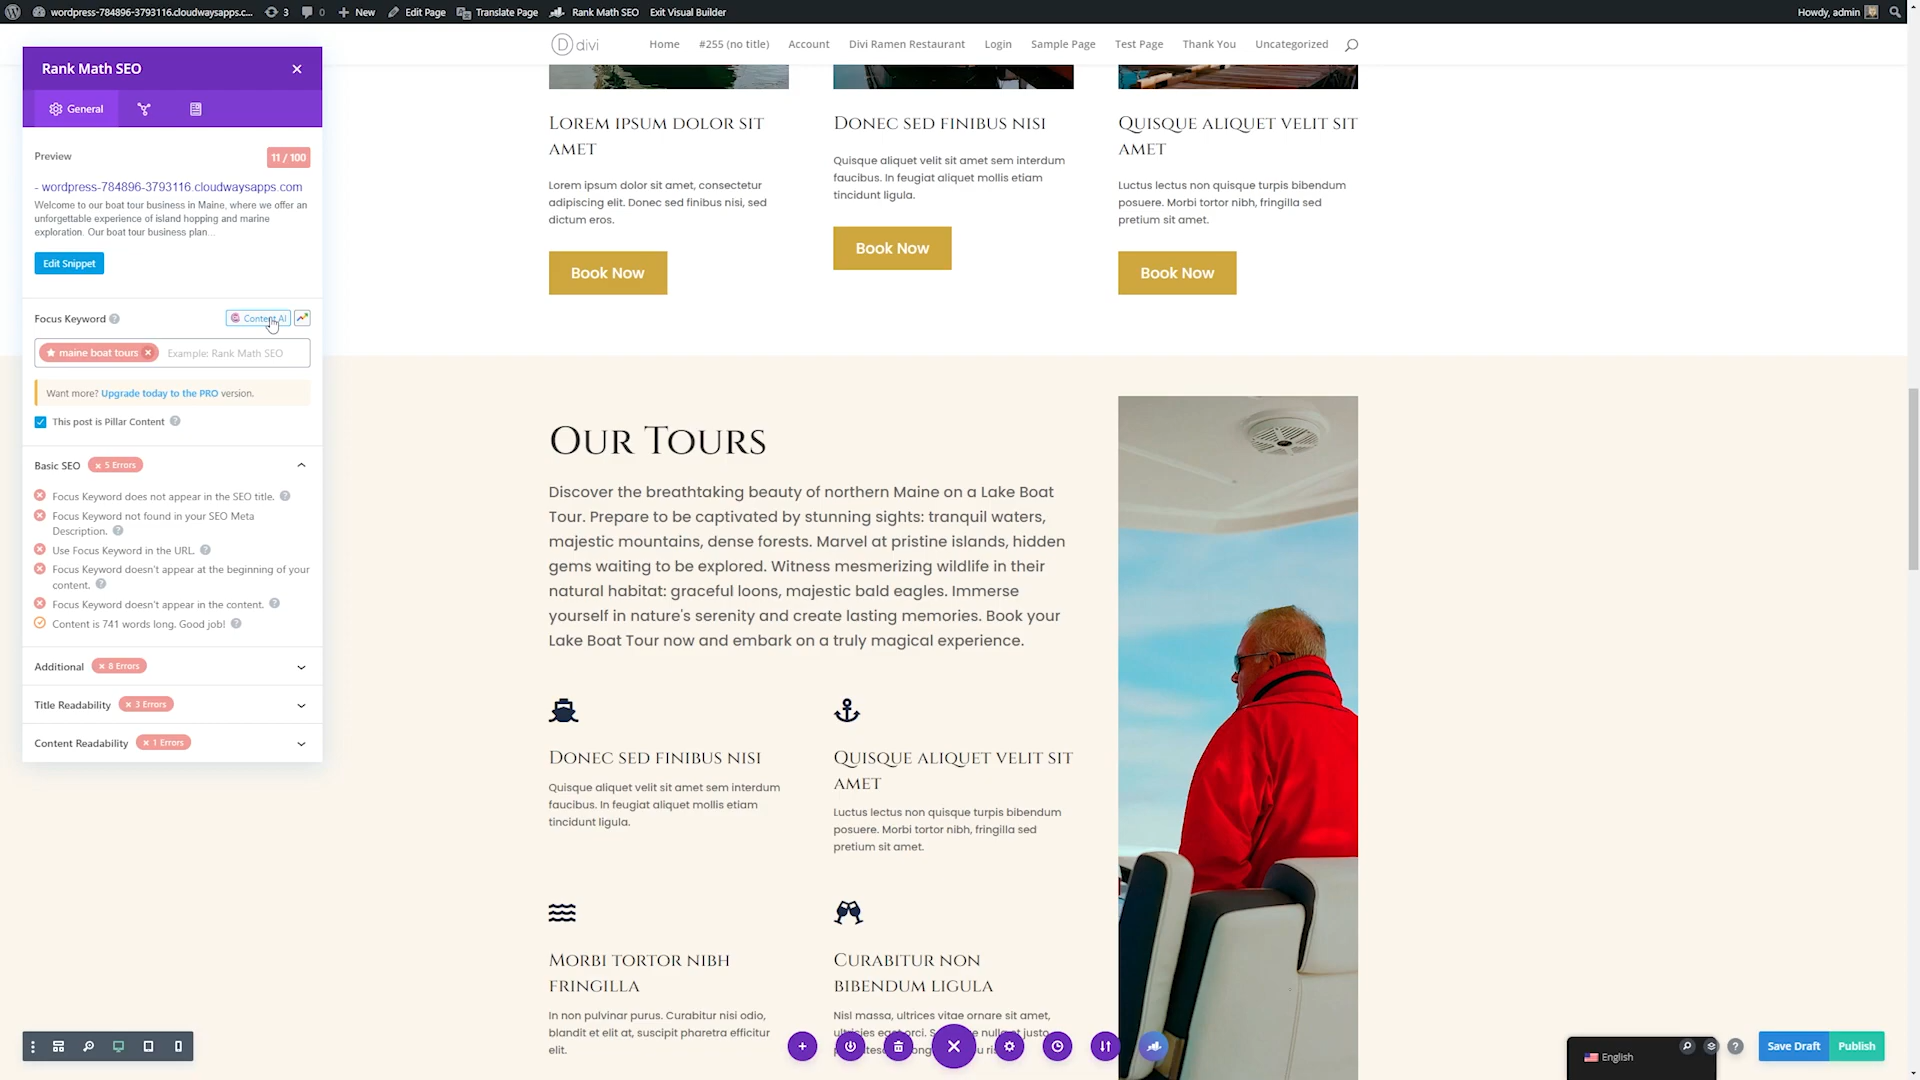 wordpress-784896-3793116.cloudwaysapps.c... 3 0 New Edit Page Translate Page Rank Math SEO Exit Visual Builder Howdy, admin
D divi Home #255 (no title) Account Divi Ramen Restaurant Login Sample Page Test Page Thank You Uncategorized
Rank Math SEO
General
Preview
11 / 100
- wordpress-784896-3793116.cloudwaysapps.com
Welcome to our boat tour business in Maine, where we offer an
unforgettable experience of island hopping and marine
exploration. Our boat tour business plan...
Edit Snippet
Focus Keyword
Content AI
maine boat tours
Example: Rank Math SEO
Want more? Upgrade today to the PRO version.
This post is Pillar Content
Basic SEO × 5 Errors
Focus Keyword does not appear in the SEO title.
Focus Keyword not found in your SEO Meta
Description.
Use Focus Keyword in the URL.
Focus Keyword doesn't appear at the beginning of your
content.
Focus Keyword doesn't appear in the content.
Content is 741 words long. Good job!
Additional × 8 Errors
Title Readability × 3 Errors
Content Readability × 1 Errors
Lorem ipsum dolor sit
amet
Lorem ipsum dolor sit amet, consectetur
adipiscing elit. Donec sed finibus nisi, sed
dictum eros.
Book Now
Donec sed finibus nisi
Quisque aliquet velit sit amet sem interdum
faucibus. In feugiat aliquet mollis etiam
tincidunt ligula.
Book Now
Quisque aliquet velit sit
amet
Luctus lectus non quisque turpis bibendum
posuere. Morbi tortor nibh, fringilla sed
pretium sit amet.
Book Now
Our Tours
Discover the breathtaking beauty of northern Maine on a Lake Boat
Tour. Prepare to be captivated by stunning sights: tranquil waters,
majestic mountains, dense forests. Marvel at pristine islands, hidden
gems waiting to be explored. Witness mesmerizing wildlife in their
natural habitat: graceful loons, majestic bald eagles. Immerse
yourself in nature's serenity and create lasting memories. Book your
Lake Boat Tour now and embark on a truly magical experience.
Donec sed finibus nisi
Quisque aliquet velit sit amet sem interdum
faucibus. In feugiat aliquet mollis etiam
tincidunt ligula.
Quisque aliquet velit sit
amet
Luctus lectus non quisque turpis bibendum
posuere. Morbi tortor nibh, fringilla sed
pretium sit amet.
Morbi tortor nibh
fringilla
In non pulvinar purus. Curabitur nisi odio,
blandit et elit at, suscipit pharetra efficitur
elit.
Curabitur non
bibendum ligula
Nisl massa, ultrices vitae ornare sit amet,
ultricies eget orci. nulla justo
English
Save Draft
Publish